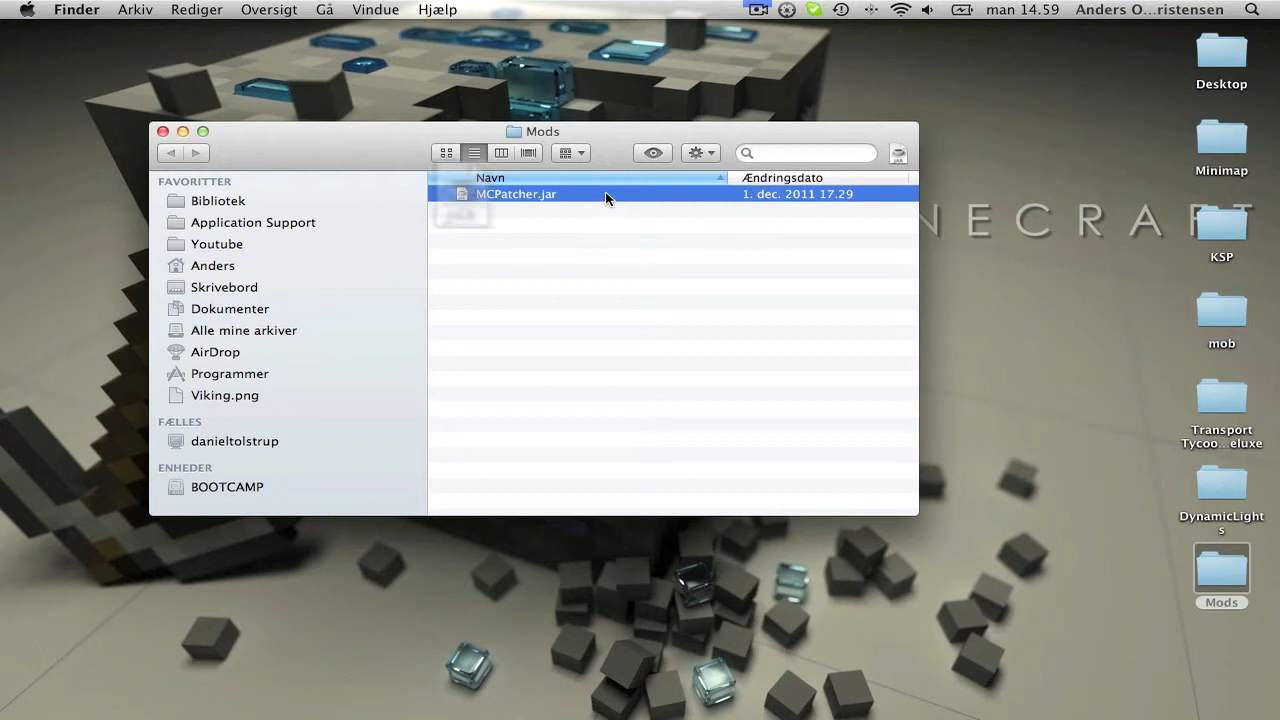 Finder Arkiv Rediger Oversigt Gå Vindue Hjælp man 14.59 Anders O...ristensen
Mods
FAVORITTER
Bibliotek
Application Support
Youtube
Anders
Skrivebord
Dokumenter
Alle mine arkiver
AirDrop
Programmer
Viking.png
FÆLLES
danieltolstrup
ENHEDER
BOOTCAMP
Navn Ændringsdato
MCPatcher.jar 1. dec. 2011 17.29
NECRAFT
Desktop
Minimap
KSP
mob
Transport
Tycoo...eluxe
DynamicLight
s
Mods